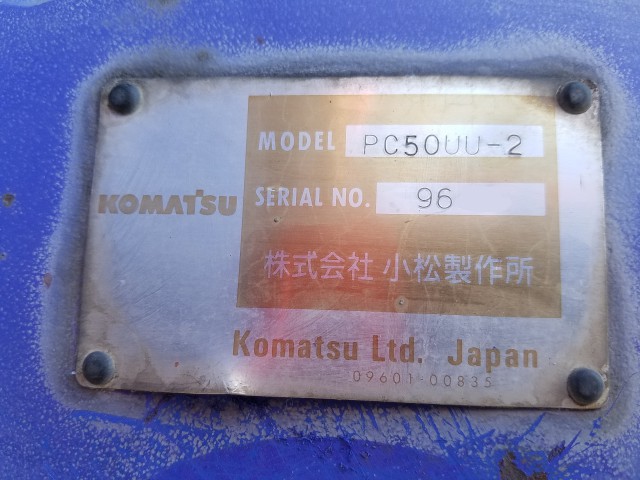 MODEL PC50UU-2
KOMATSU
SERIAL NO. 96
株式会社 小松製作所
Komatsu Ltd. Japan
09601-00835